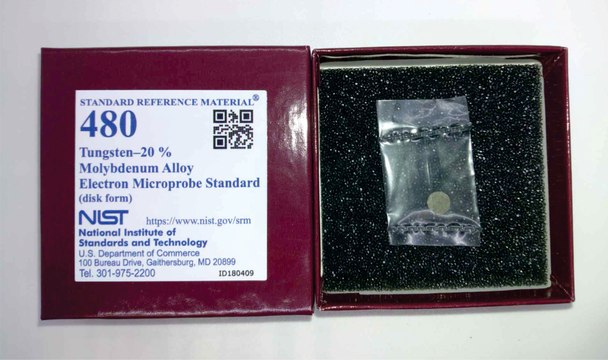 STANDARD REFERENCE MATERIAL®
480
Tungsten–20 %
Molybdenum Alloy
Electron Microprobe Standard
(disk form)
NIST https://www.nist.gov/srm
National Institute of
Standards and Technology
U.S. Department of Commerce
100 Bureau Drive, Gaithersburg, MD 20899
Tel. 301-975-2200 ID180409